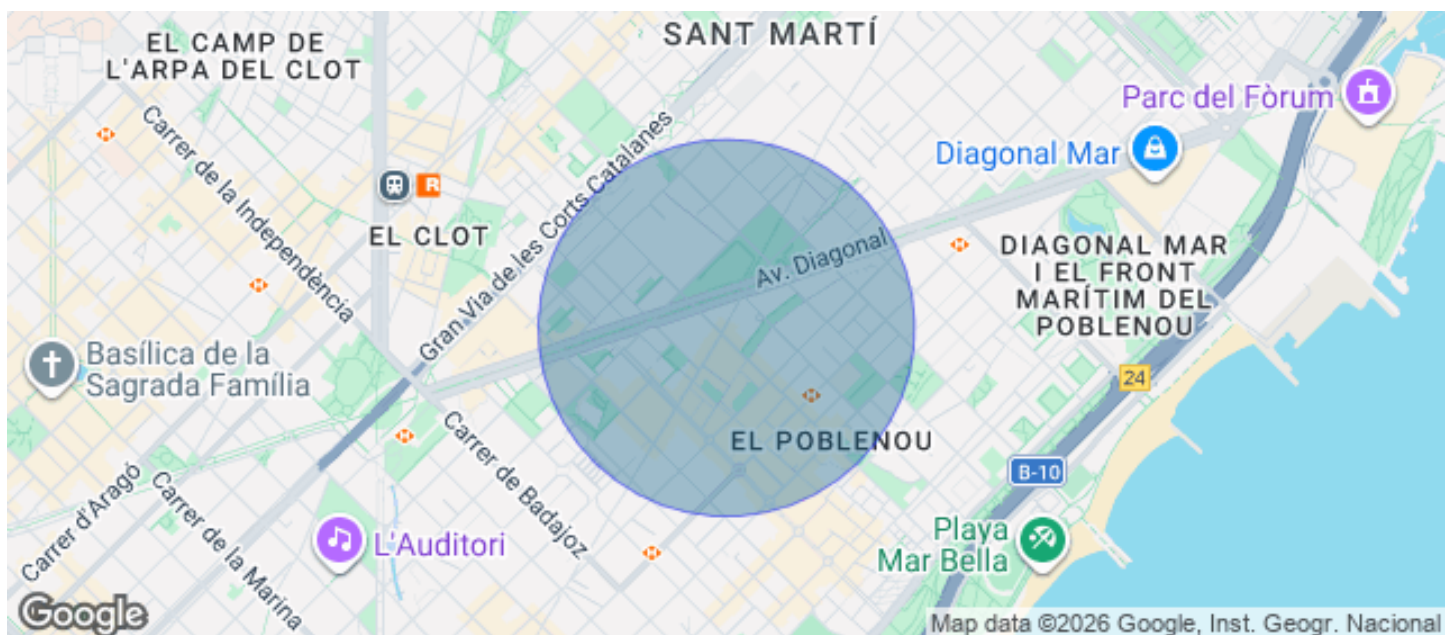 SANT MARTÍ
EL CAMP DE
L'ARPA DEL CLOT
Parc del Fòrum
Carrer de la Independència
Gran Via de les Corts Catalanes
Diagonal Mar
R
EL CLOT
Av. Diagonal
DIAGONAL MAR
I EL FRONT
MARÍTIM DEL
POBLENOU
Basílica de la
Sagrada Família
24
EL POBLENOU
B-10
Carrer de Badajoz
Carrer d'Aragó
Carrer de la Marina
L'Auditori
Playa
Mar Bella
Google
Map data ©2026 Google, Inst. Geogr. Nacional